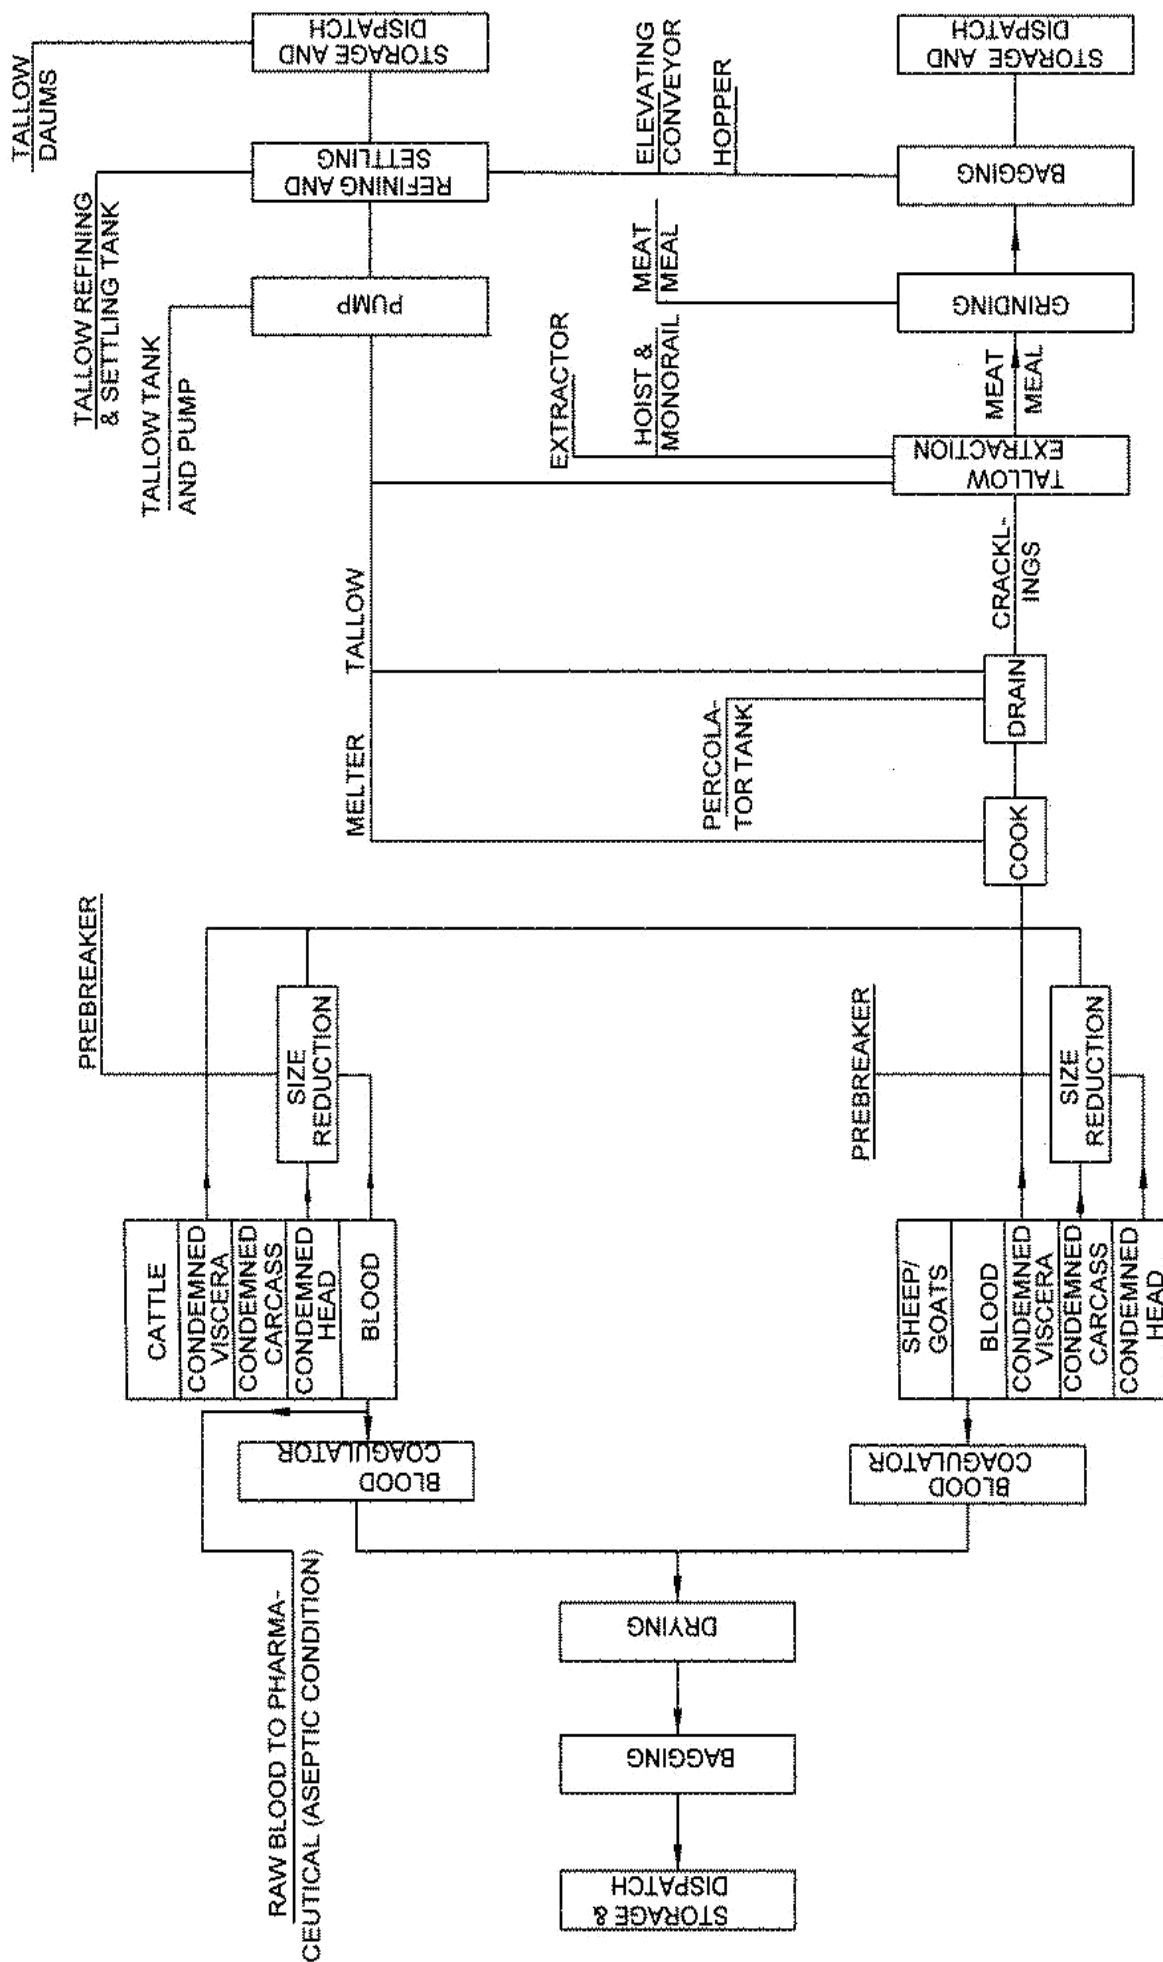 RAW BLOOD TO PHARMA-
CEUTICAL (ASEPTIC CONDITION)
STORAGE &
DISPATCH
BAGGING
DRYING
BLOOD
COAGULATOR
BLOOD
COAGULATOR
CATTLE
CONDEMNED
VISCERA
CONDEMNED
CARCASS
CONDEMNED
HEAD
BLOOD
SHEEP/
GOATS
BLOOD
CONDEMNED
VISCERA
CONDEMNED
CARCASS
CONDEMNED
HEAD
PREBREAKER
SIZE
REDUCTION
PREBREAKER
SIZE
REDUCTION
COOK
MELTER
PERCOLA-
TOR TANK
DRAIN
TALLOW
CRACKL-
INGS
TALLOW
EXTRACTION
EXTRACTOR
HOIST &
MONORAIL
MEAT
MEAL
GRINDING
MEAT
MEAL
TALLOW TANK
AND PUMP
PUMP
TALLOW REFINING
& SETTLING TANK
REFINING AND
SETTLING
ELEVATING
CONVEYOR
HOPPER
BAGGING
TALLOW
DAUMS
STORAGE AND
DISPATCH
STORAGE AND
DISPATCH